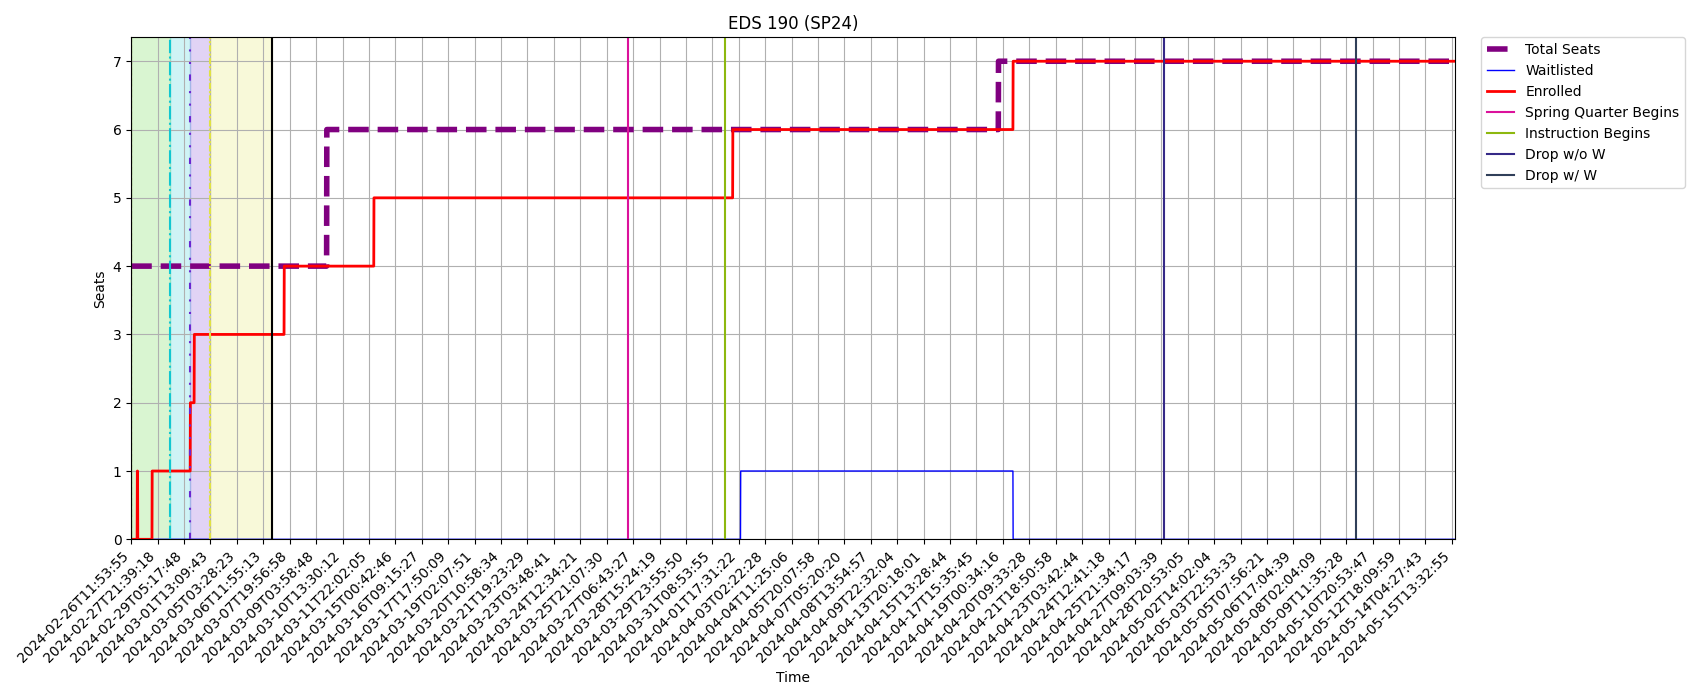 EDS 190 (SP24)
Total Seats
Waitlisted
Enrolled
Spring Quarter Begins
Instruction Begins
Drop w/o W
Drop w/ W
Seats
7
6
5
4
3
2
1
0
2024-02-26T11:53:55
2024-02-27T21:39:18
2024-02-29T05:17:48
2024-03-01T13:09:43
2024-03-05T03:28:23
2024-03-06T11:55:13
2024-03-07T19:56:58
2024-03-09T03:58:48
2024-03-10T13:30:12
2024-03-11T22:02:05
2024-03-15T00:42:46
2024-03-16T09:15:27
2024-03-17T17:50:09
2024-03-19T02:07:51
2024-03-20T10:58:34
2024-03-21T19:23:29
2024-03-23T03:48:41
2024-03-24T12:34:21
2024-03-25T21:07:30
2024-03-27T06:43:27
2024-03-28T15:24:19
2024-03-29T23:55:50
2024-03-31T08:53:55
2024-04-01T17:31:22
2024-04-03T02:22:28
2024-04-04T11:25:06
2024-04-05T20:07:58
2024-04-07T05:20:20
2024-04-08T13:54:57
2024-04-09T22:32:04
2024-04-13T20:18:01
2024-04-15T13:28:44
2024-04-17T15:35:45
2024-04-19T00:34:16
2024-04-20T09:33:28
2024-04-21T18:50:58
2024-04-23T03:42:44
2024-04-24T12:41:18
2024-04-25T21:34:17
2024-04-27T09:03:39
2024-04-28T20:53:05
2024-05-02T14:02:04
2024-05-03T22:53:33
2024-05-05T07:56:21
2024-05-06T17:04:39
2024-05-08T02:04:09
2024-05-09T11:35:28
2024-05-10T20:53:47
2024-05-12T18:09:59
2024-05-14T04:27:43
2024-05-15T13:32:55
Time